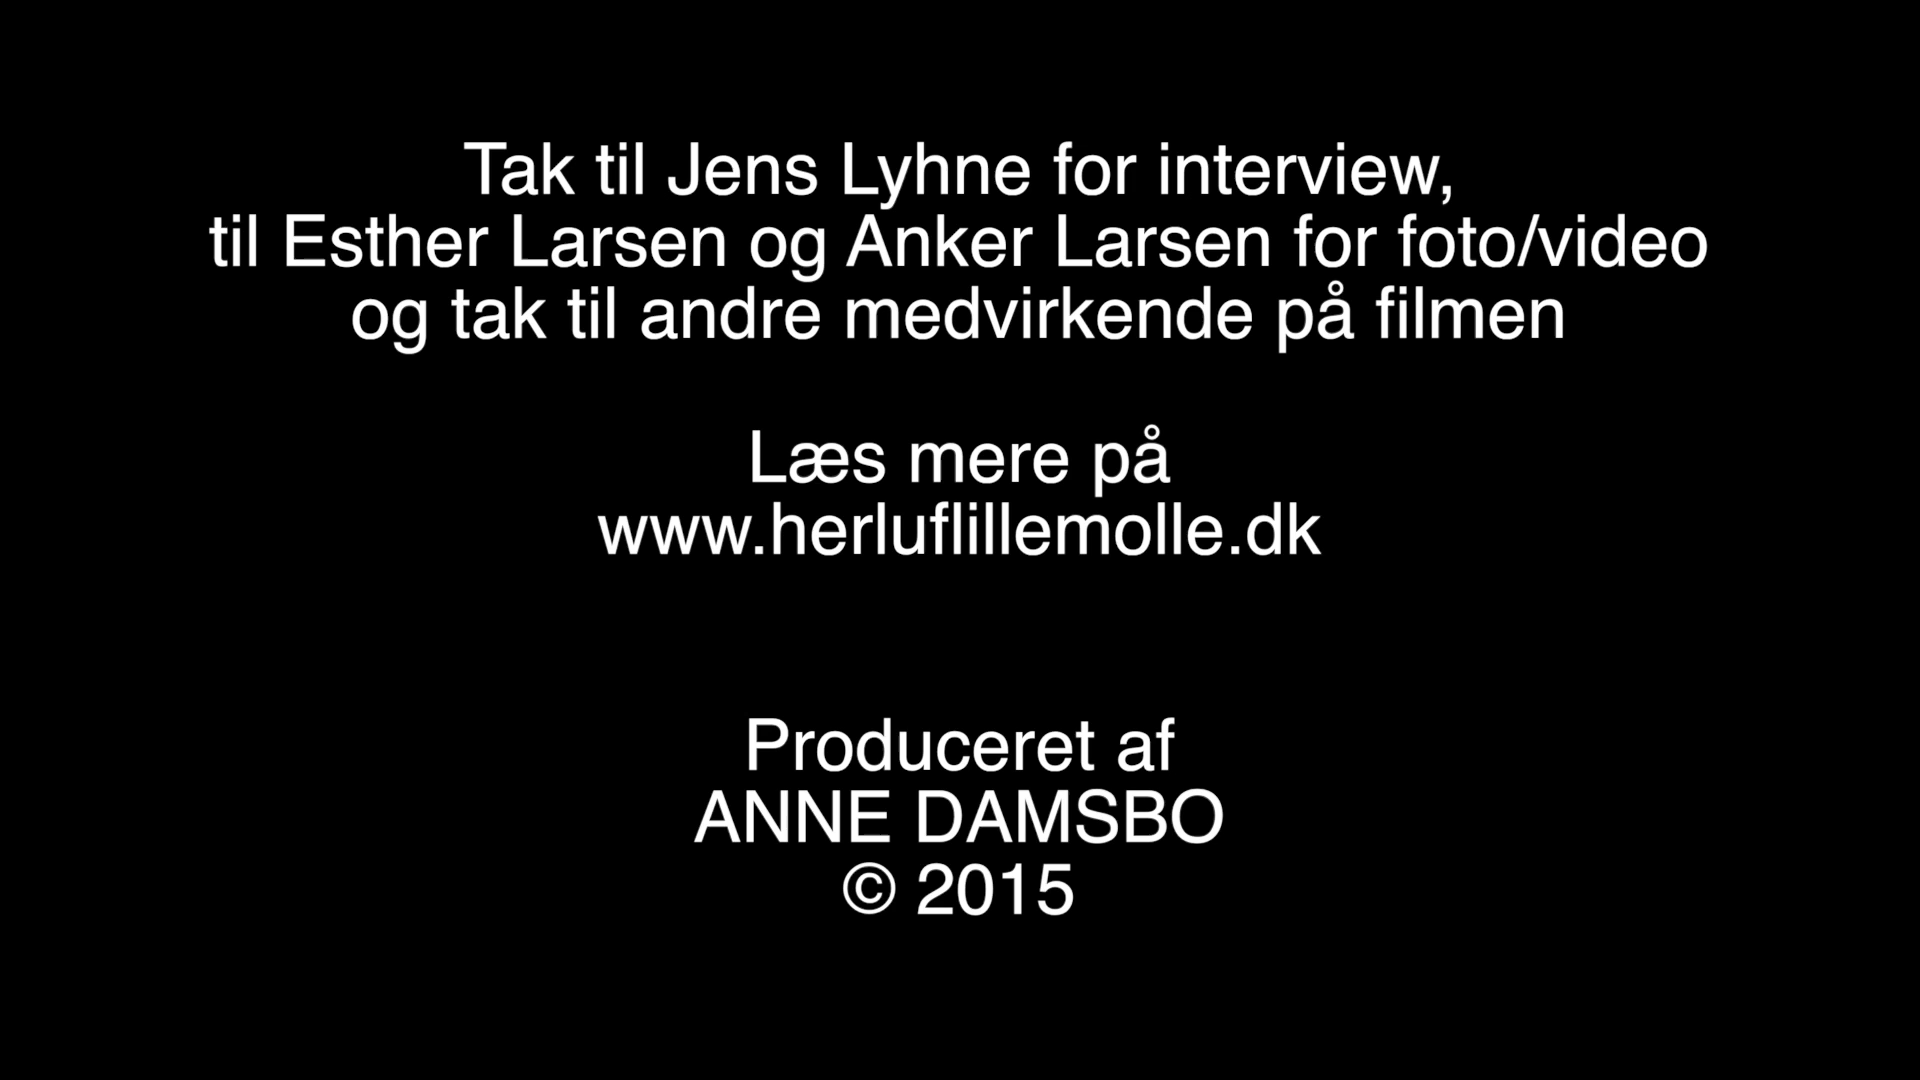 Tak til Jens Lyhne for interview,
til Esther Larsen og Anker Larsen for foto/video
og tak til andre medvirkende på filmen
Læs mere på
www.herluflillemolle.dk
Produceret af
ANNE DAMSBO
© 2015